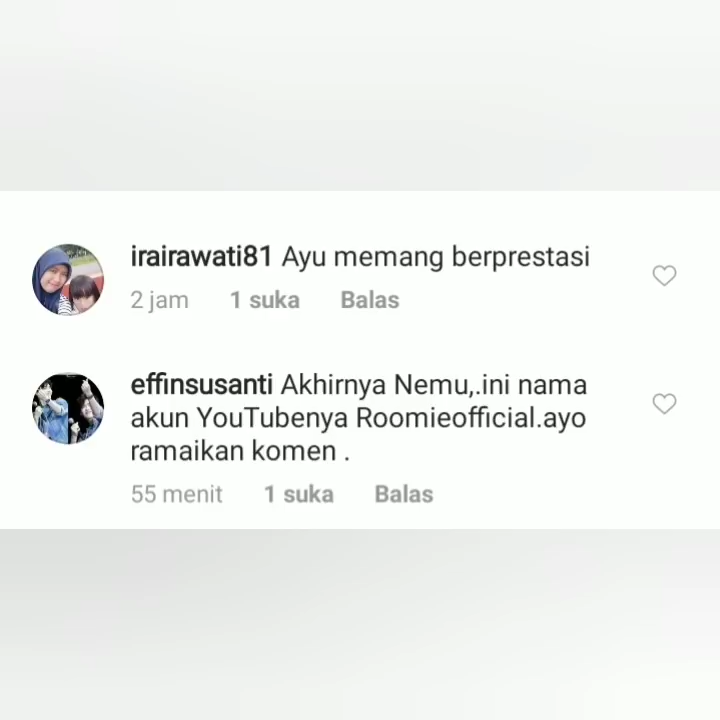 irairawati81 Ayu memang berprestasi
2 jam 1 suka Balas
effinsusanti Akhirnya Nemu,.ini nama
akun YouTubenya Roomieofficial.ayo
ramaikan komen .
55 menit 1 suka Balas